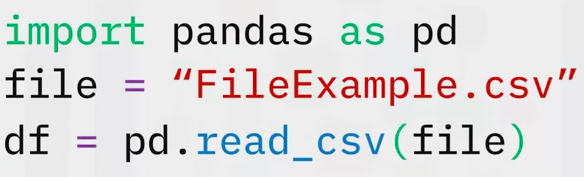 import pandas as pd
file = “FileExample.csv”
df = pd.read_csv(file)